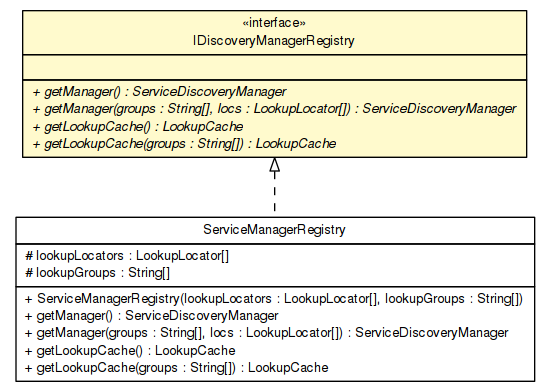 «interface»
IDiscoveryManagerRegistry
+ getManager() : ServiceDiscoveryManager
+ getManager(groups : String[], locs : LookupLocator[]) : ServiceDiscoveryManager
+ getLookupCache() : LookupCache
+ getLookupCache(groups : String[]) : LookupCache
ServiceManagerRegistry
# lookupLocators : LookupLocator[]
# lookupGroups : String[]
+ ServiceManagerRegistry(lookupLocators : LookupLocator[], lookupGroups : String[])
+ getManager() : ServiceDiscoveryManager
+ getManager(groups : String[], locs : LookupLocator[]) : ServiceDiscoveryManager
+ getLookupCache() : LookupCache
+ getLookupCache(groups : String[]) : LookupCache